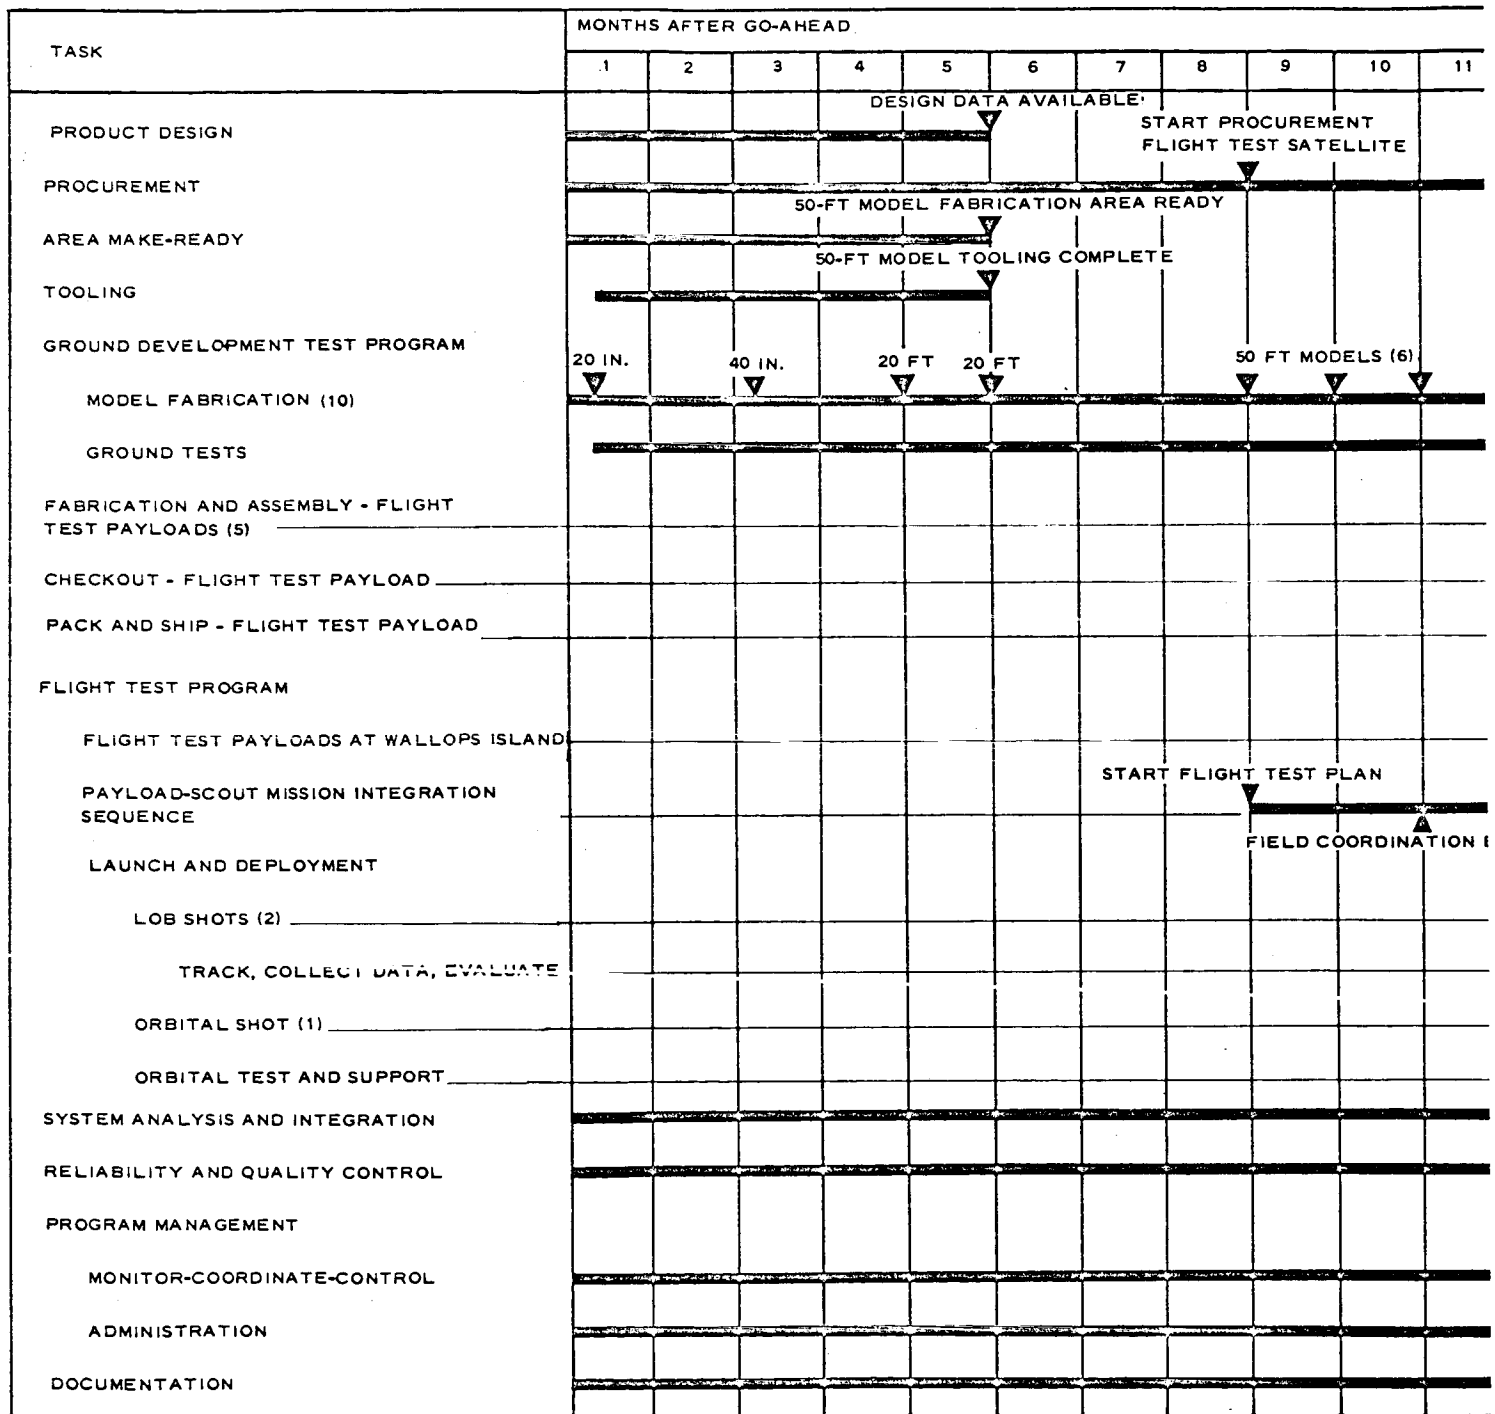 MONTHS AFTER GO-AHEAD
TASK
1 2 3 4 5 6 7 8 9 10 11
DESIGN DATA AVAILABLE
PRODUCT DESIGN
START PROCUREMENT
FLIGHT TEST SATELLITE
PROCUREMENT
50-FT MODEL FABRICATION AREA READY
AREA MAKE-READY
50-FT MODEL TOOLING COMPLETE
TOOLING
GROUND DEVELOPMENT TEST PROGRAM
20 IN. 40 IN. 20 FT 20 FT 50 FT MODELS (6)
MODEL FABRICATION (10)
GROUND TESTS
FABRICATION AND ASSEMBLY - FLIGHT
TEST PAYLOADS (5)
CHECKOUT - FLIGHT TEST PAYLOAD
PACK AND SHIP - FLIGHT TEST PAYLOAD
FLIGHT TEST PROGRAM
FLIGHT TEST PAYLOADS AT WALLOPS ISLAND
START FLIGHT TEST PLAN
PAYLOAD-SCOUT MISSION INTEGRATION
SEQUENCE
FIELD COORDINATION
LAUNCH AND DEPLOYMENT
LOB SHOTS (2)
TRACK, COLLECT DATA, EVALUATE
ORBITAL SHOT (1)
ORBITAL TEST AND SUPPORT
SYSTEM ANALYSIS AND INTEGRATION
RELIABILITY AND QUALITY CONTROL
PROGRAM MANAGEMENT
MONITOR-COORDINATE-CONTROL
ADMINISTRATION
DOCUMENTATION